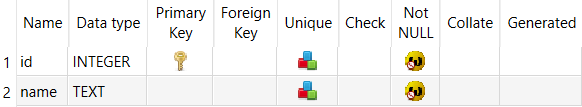 Name Data type Primary Key Foreign Key Unique Check Not NULL Collate Generated
1 id INTEGER
2 name TEXT